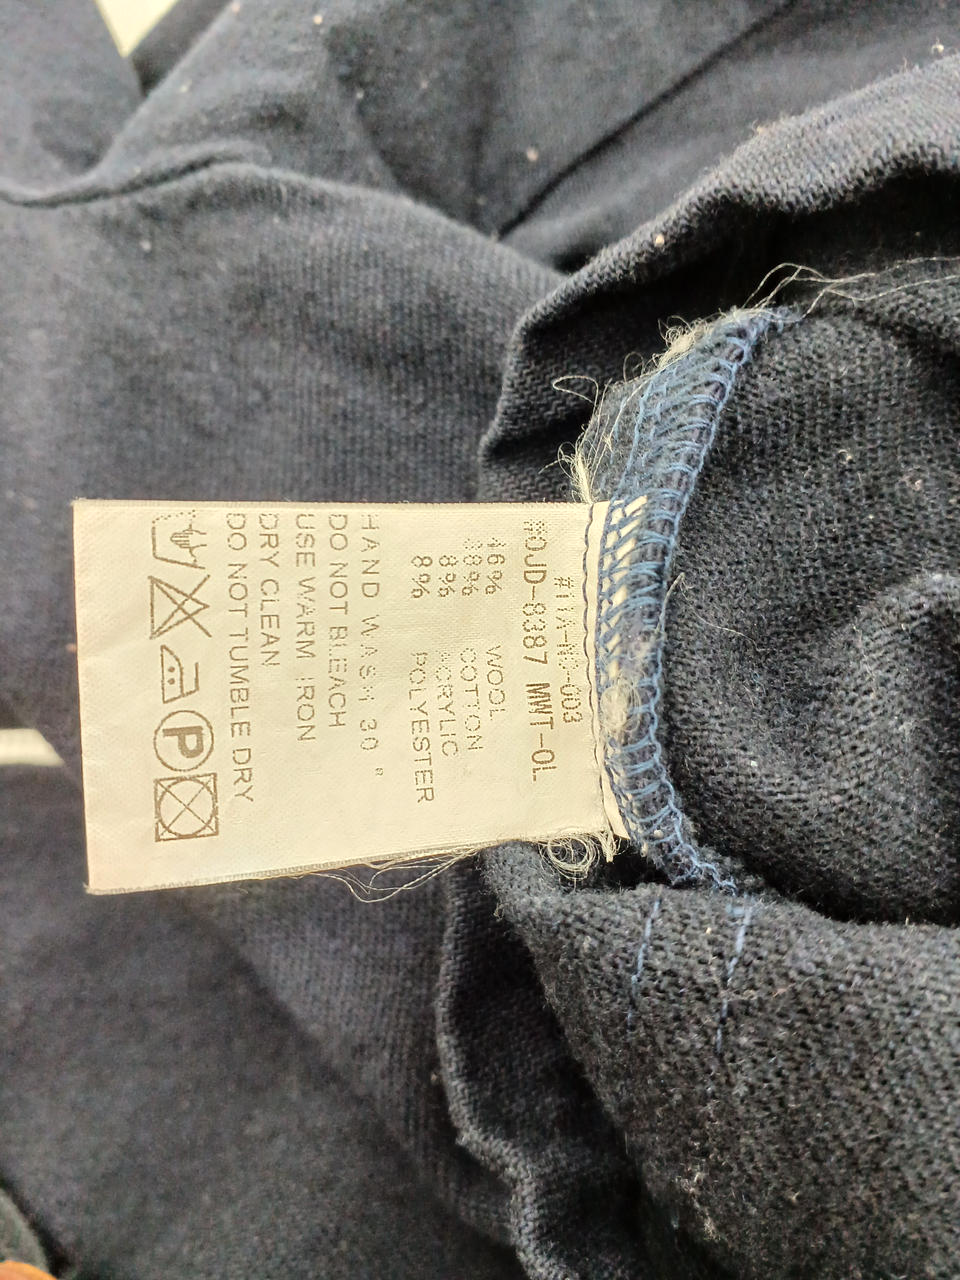 #OJD-8387 MWT-OL
46% WOOL
38% COTTON
8% ACRYLIC
8% POLYESTER
HAND WASH 30 °
DO NOT BLEACH
USE WARM IRON
DRY CLEAN
DO NOT TUMBLE DRY
P